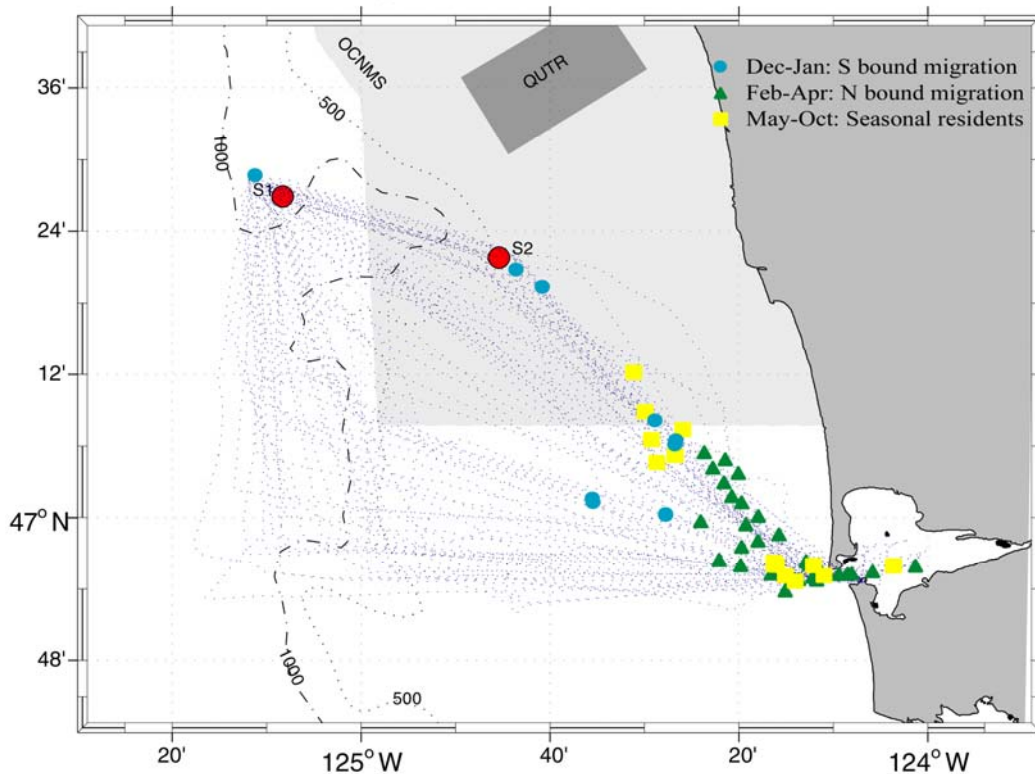 OCNMS
QUTR
Dec-Jan: S bound migration
Feb-Apr: N bound migration
May-Oct: Seasonal residents
36'
500
1000
S1
24'
S2
12'
47° N
48'
1000
500
20'
125° W
40'
20'
124° W